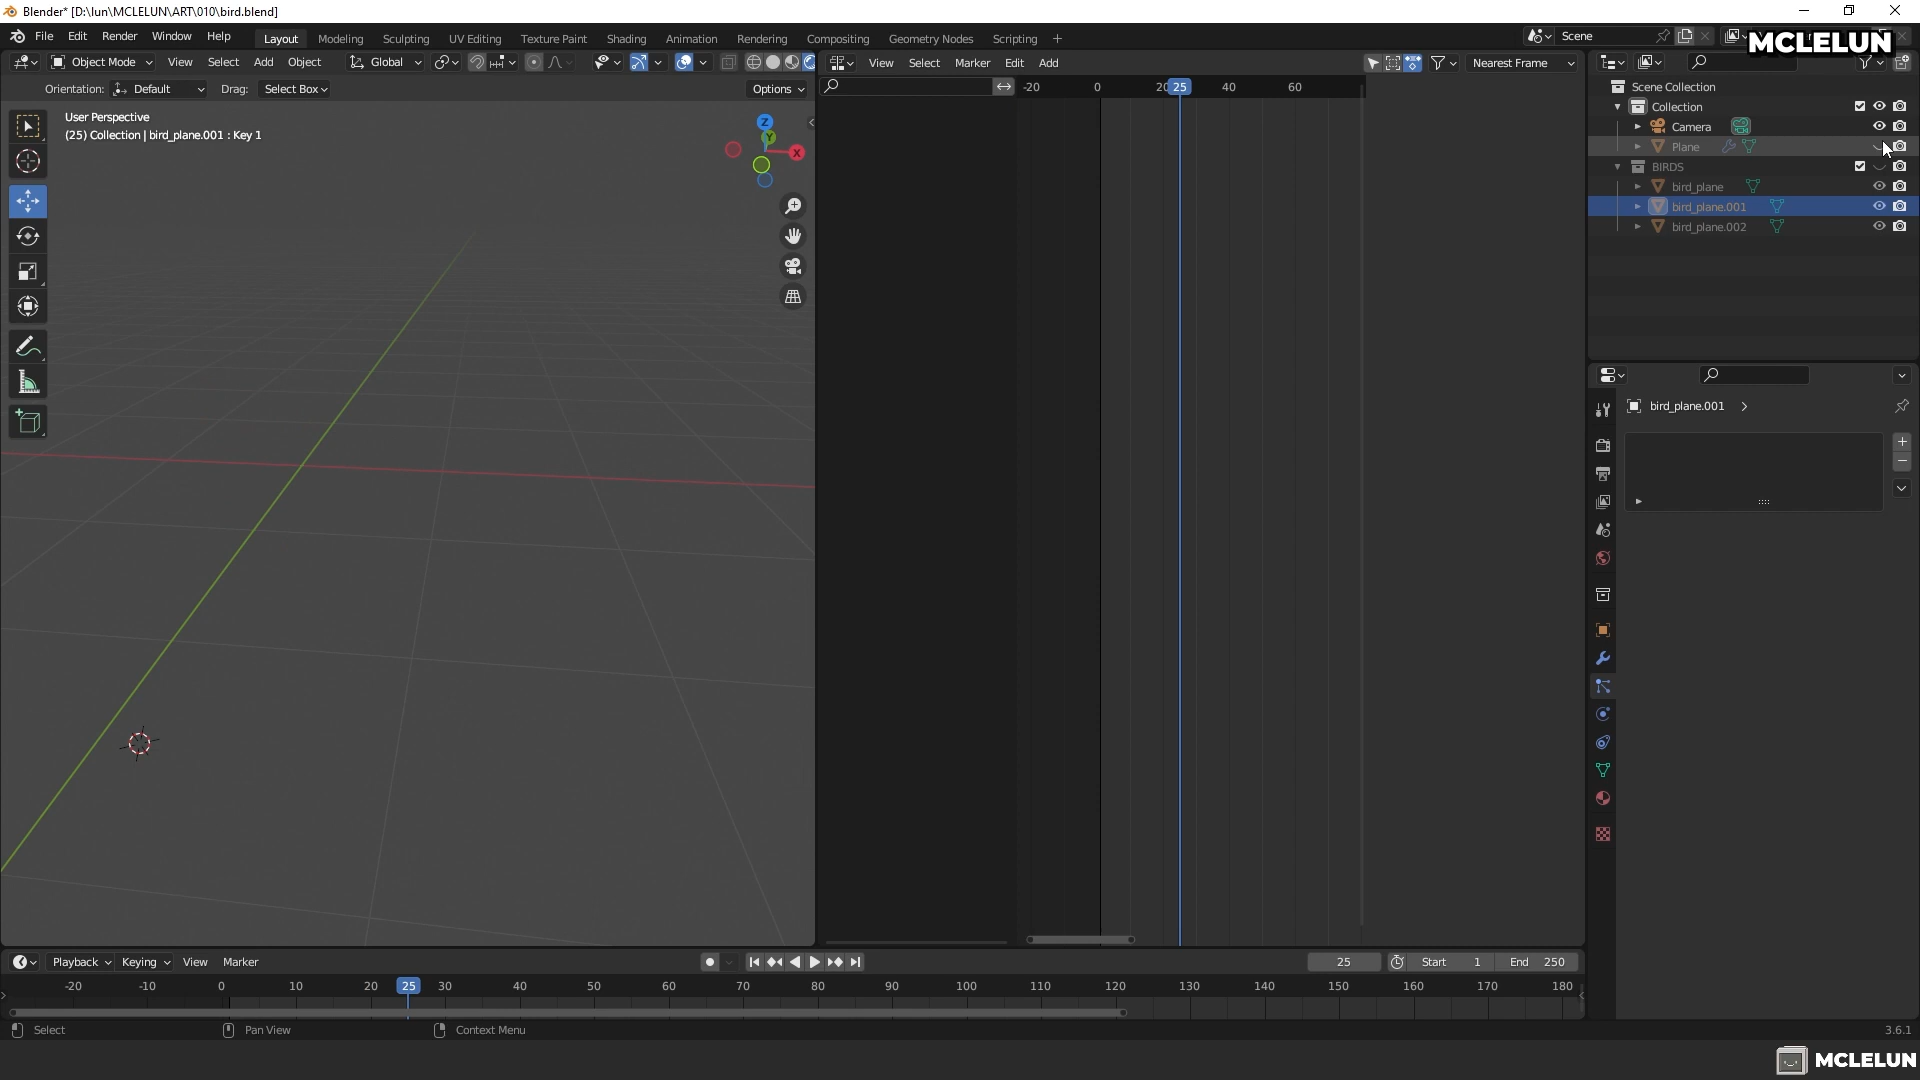 Blender* [D:\lun\MCLELUN\ART\010\bird.blend]
File Edit Render Window Help
Layout Modeling Sculpting UV Editing Texture Paint Shading Animation Rendering Compositing Geometry Nodes Scripting +
Scene
MCLELUN
Object Mode View Select Add Object Global
View Select Marker Edit Add
Nearest Frame
Orientation: Default Drag: Select Box
Options
-20 0 20 25 40 60
User Perspective
(25) Collection | bird_plane.001 : Key 1
Z
Y
X
Scene Collection
Collection
Camera
Plane
BIRDS
bird_plane
bird_plane.001
bird_plane.002
bird_plane.001
Playback Keying View Marker
25
Start 1
End 250
-20 -10 0 10 20 25 30 40 50 60 70 80 90 100 110 120 130 140 150 160 170 180
Select
Pan View
Context Menu
3.6.1
MCLELUN